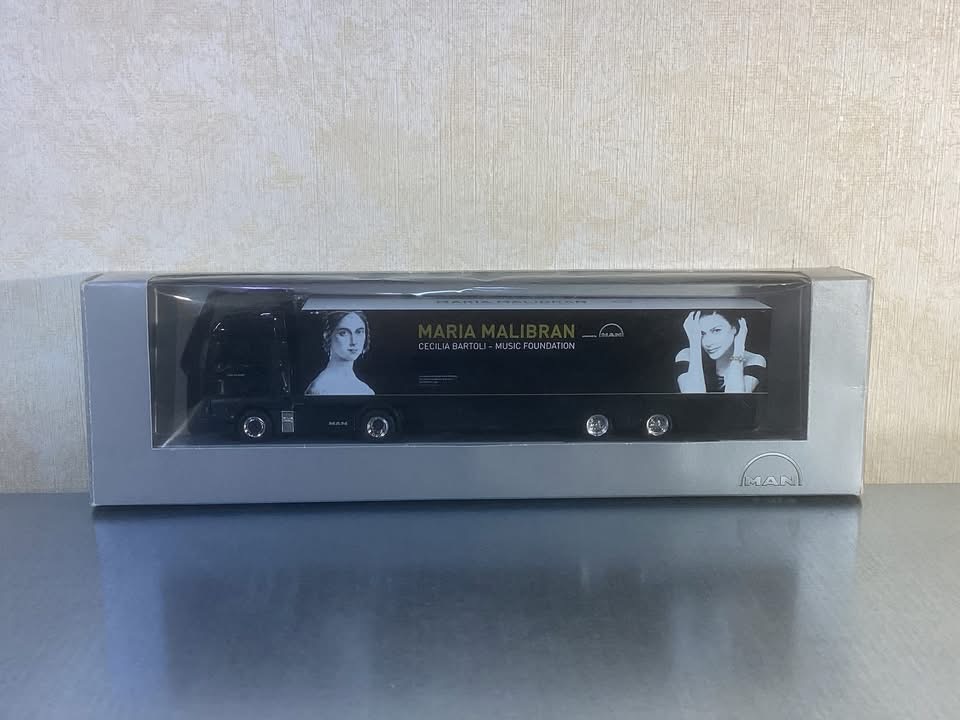 MARIA MALIBRAN
MARIA MALIBRAN
MAN
CECILIA BARTOLI – MUSIC FOUNDATION
MAN
MAN